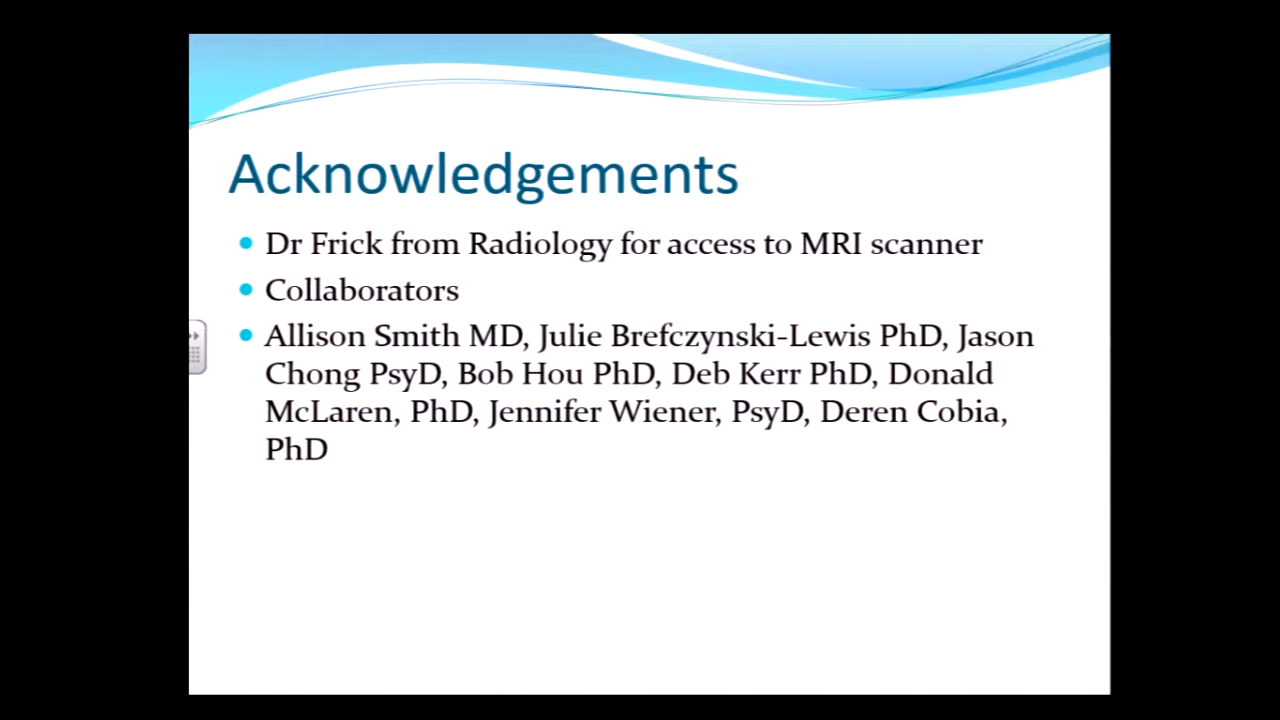 Acknowledgements
Dr Frick from Radiology for access to MRI scanner
Collaborators
Allison Smith MD, Julie Brefczynski-Lewis PhD, Jason
Chong PsyD, Bob Hou PhD, Deb Kerr PhD, Donald
McLaren, PhD, Jennifer Wiener, PsyD, Deren Cobia,
PhD